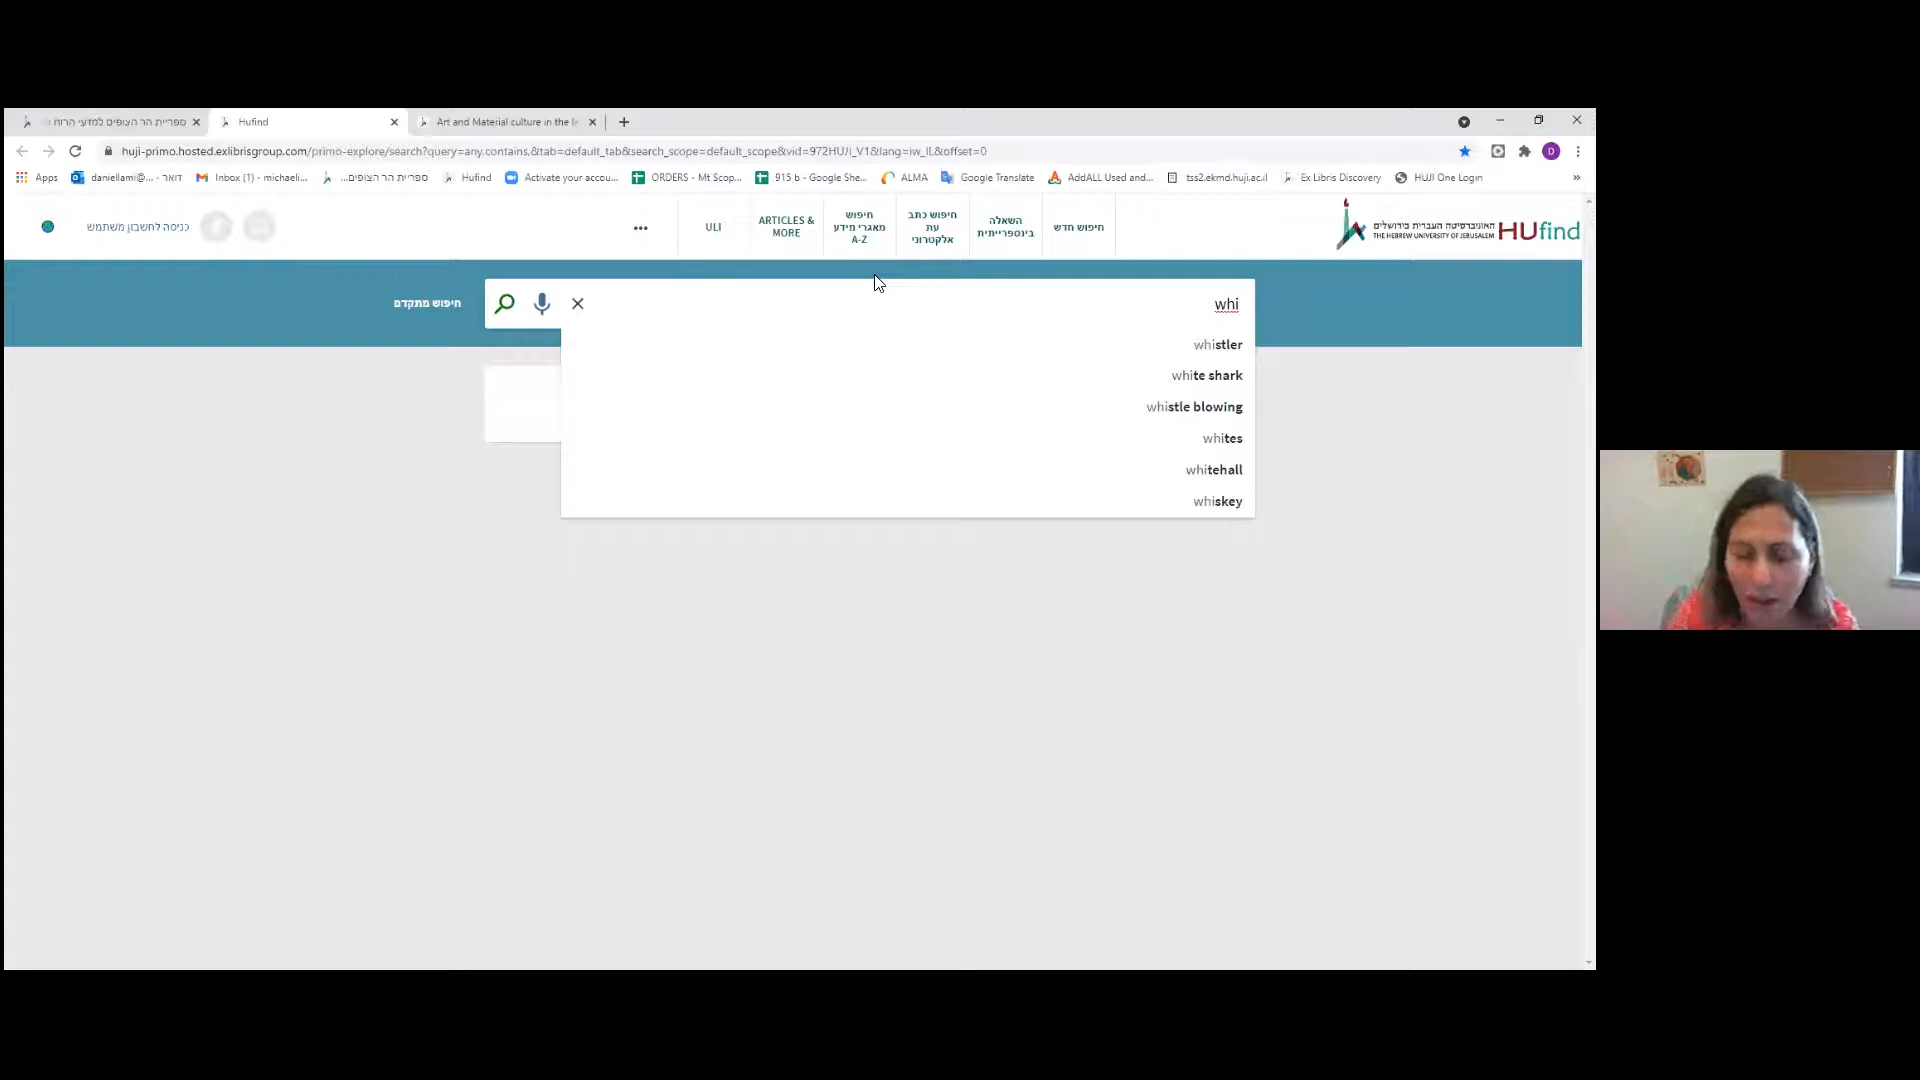 ספריית הר הצופים למדעי הרוח
Hufind
Art and Material culture in the I
huji-primo.hosted.exlibrisgroup.com/primo-explore/search?query=any,contains,&tab=default_tab&search_scope=default_scope&vid=972HUJI_V1&lang=iw_IL&offset=0
Apps
daniellami@... - דואר
Inbox (1) - michaeli...
ספריית הר הצופים...
Hufind
Activate your accou...
ORDERS - Mt Scop...
915 b - Google She...
ALMA
Google Translate
AddALL Used and...
tss2.ekmd.huji.ac.il
Ex Libris Discovery
HUJI One Login
»
האוניברסיטה העברית בירושלים
THE HEBREW UNIVERSITY OF JERUSALEM
HUfind
חיפוש חדש
השאלה
בינספרייתית
חיפוש כתב
עת
אלקטרוני
חיפוש
מאגרי מידע
A-Z
ARTICLES &
MORE
ULI
•••
כניסה לחשבון משתמש
whi
חיפוש מתקדם
whistler
white shark
whistle blowing
whites
whitehall
whiskey